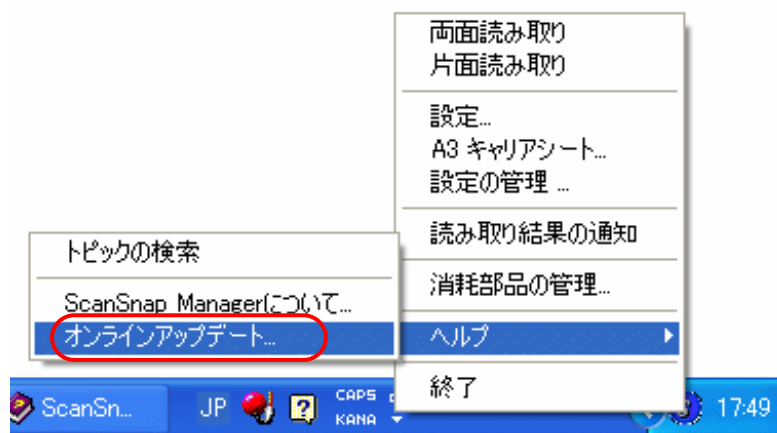 両面読み取り
片面読み取り
設定...
A3 キャリアシート...
設定の管理 ...
読み取り結果の通知
消耗部品の管理...
ヘルプ
終了
トピックの検索
ScanSnap Managerについて...
オンラインアップデート...
ScanSn...
JP
CAPS
KANA
17:49